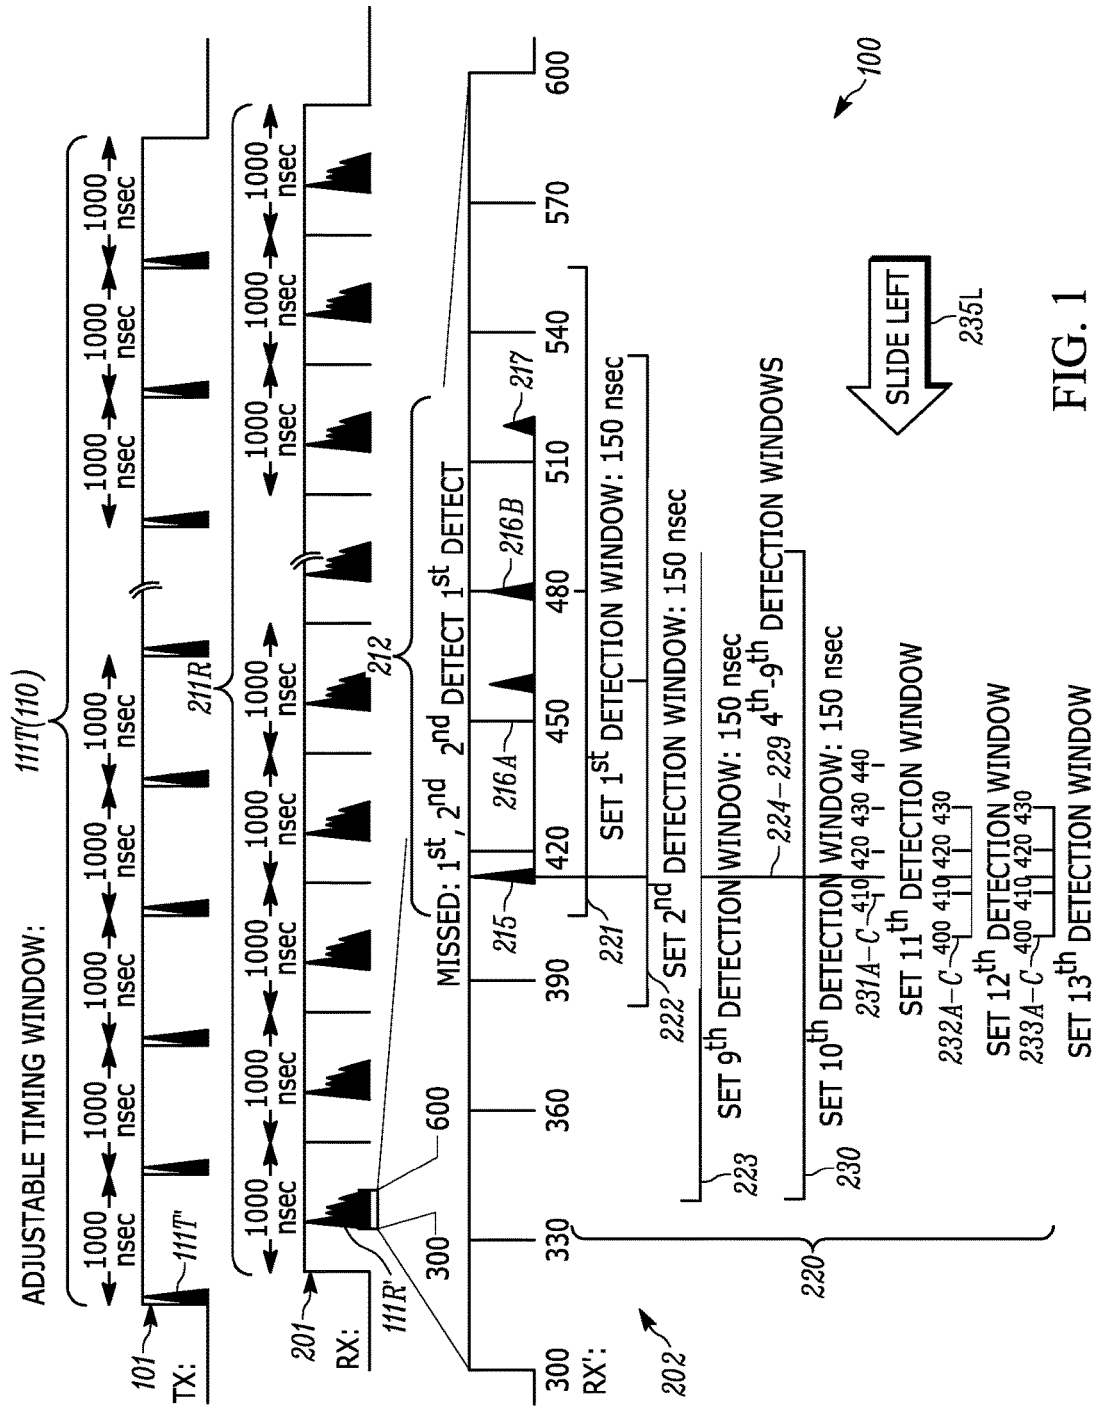 ADJUSTABLE TIMING WINDOW:
111T(110)
1000 nsec 1000 nsec 1000 nsec 1000 nsec 1000 nsec 1000 nsec 1000 nsec 1000 nsec
101
111T'
TX:
211R
1000 nsec 1000 nsec 1000 nsec 1000 nsec 1000 nsec 1000 nsec 1000 nsec 1000 nsec
201
RX:
111R'
300
600
212
MISSED: 1st, 2nd 2nd DETECT 1st DETECT
215
216A
216B
217
300 330 360 390 420 450 480 510 540 570 600
RX':
202
220
221
SET 1st DETECTION WINDOW: 150 nsec
222
SET 2nd DETECTION WINDOW: 150 nsec
223
SET 9th DETECTION WINDOW: 150 nsec
224-229
4th-9th DETECTION WINDOWS
230
SET 10th DETECTION WINDOW: 150 nsec
231A-C
410 420 430 440
SET 11th DETECTION WINDOW
232A-C
400 410 420 430
SET 12th DETECTION WINDOW
233A-C
400 410 420 430
SET 13th DETECTION WINDOW
SLIDE LEFT
235L
100
FIG. 1